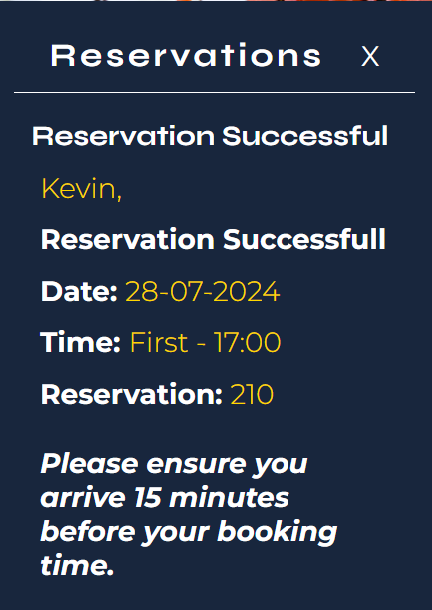 Reservations X
Reservation Successful
Kevin,
Reservation Successfull
Date: 28-07-2024
Time: First - 17:00
Reservation: 210
Please ensure you
arrive 15 minutes
before your booking
time.